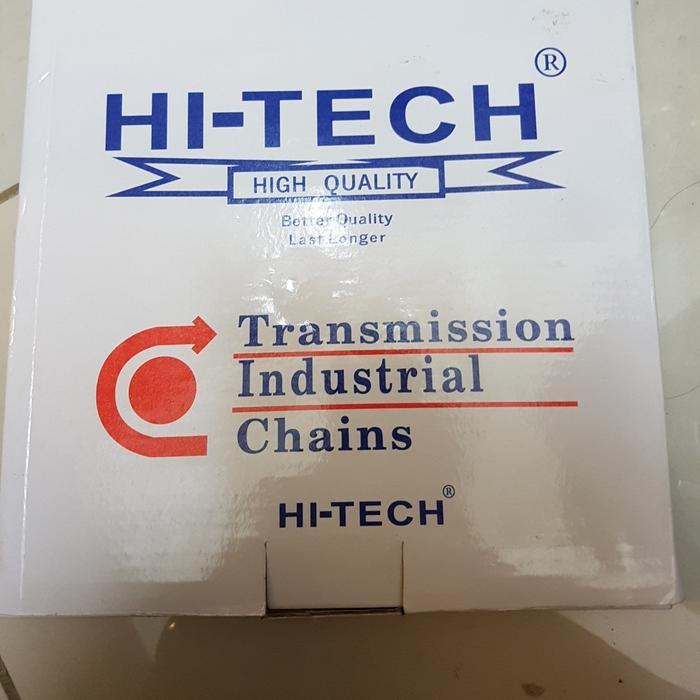 HI-TECH®
HIGH QUALITY
Better Quality
Last Longer
Transmission
Industrial
Chains
HI-TECH®